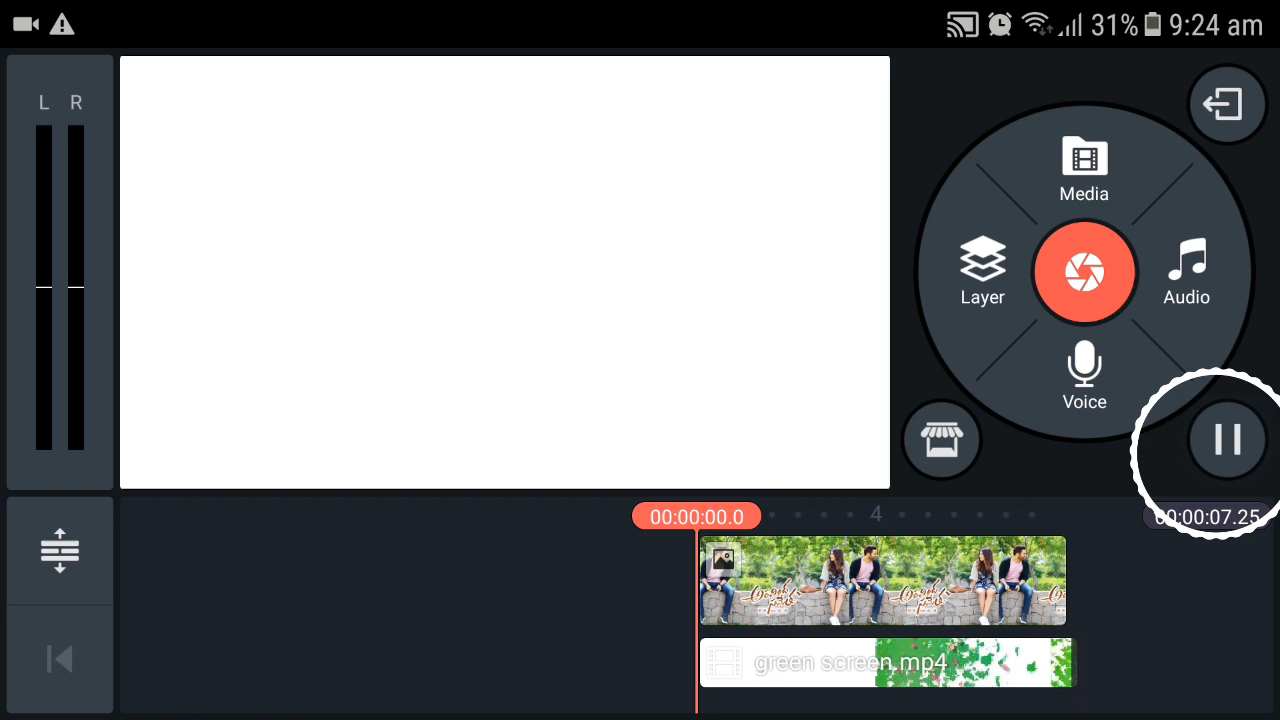 31% 9:24 am
L R
Media
Layer
Audio
Voice
00:00:00.0
4
00:00:07.25
green screen.mp4